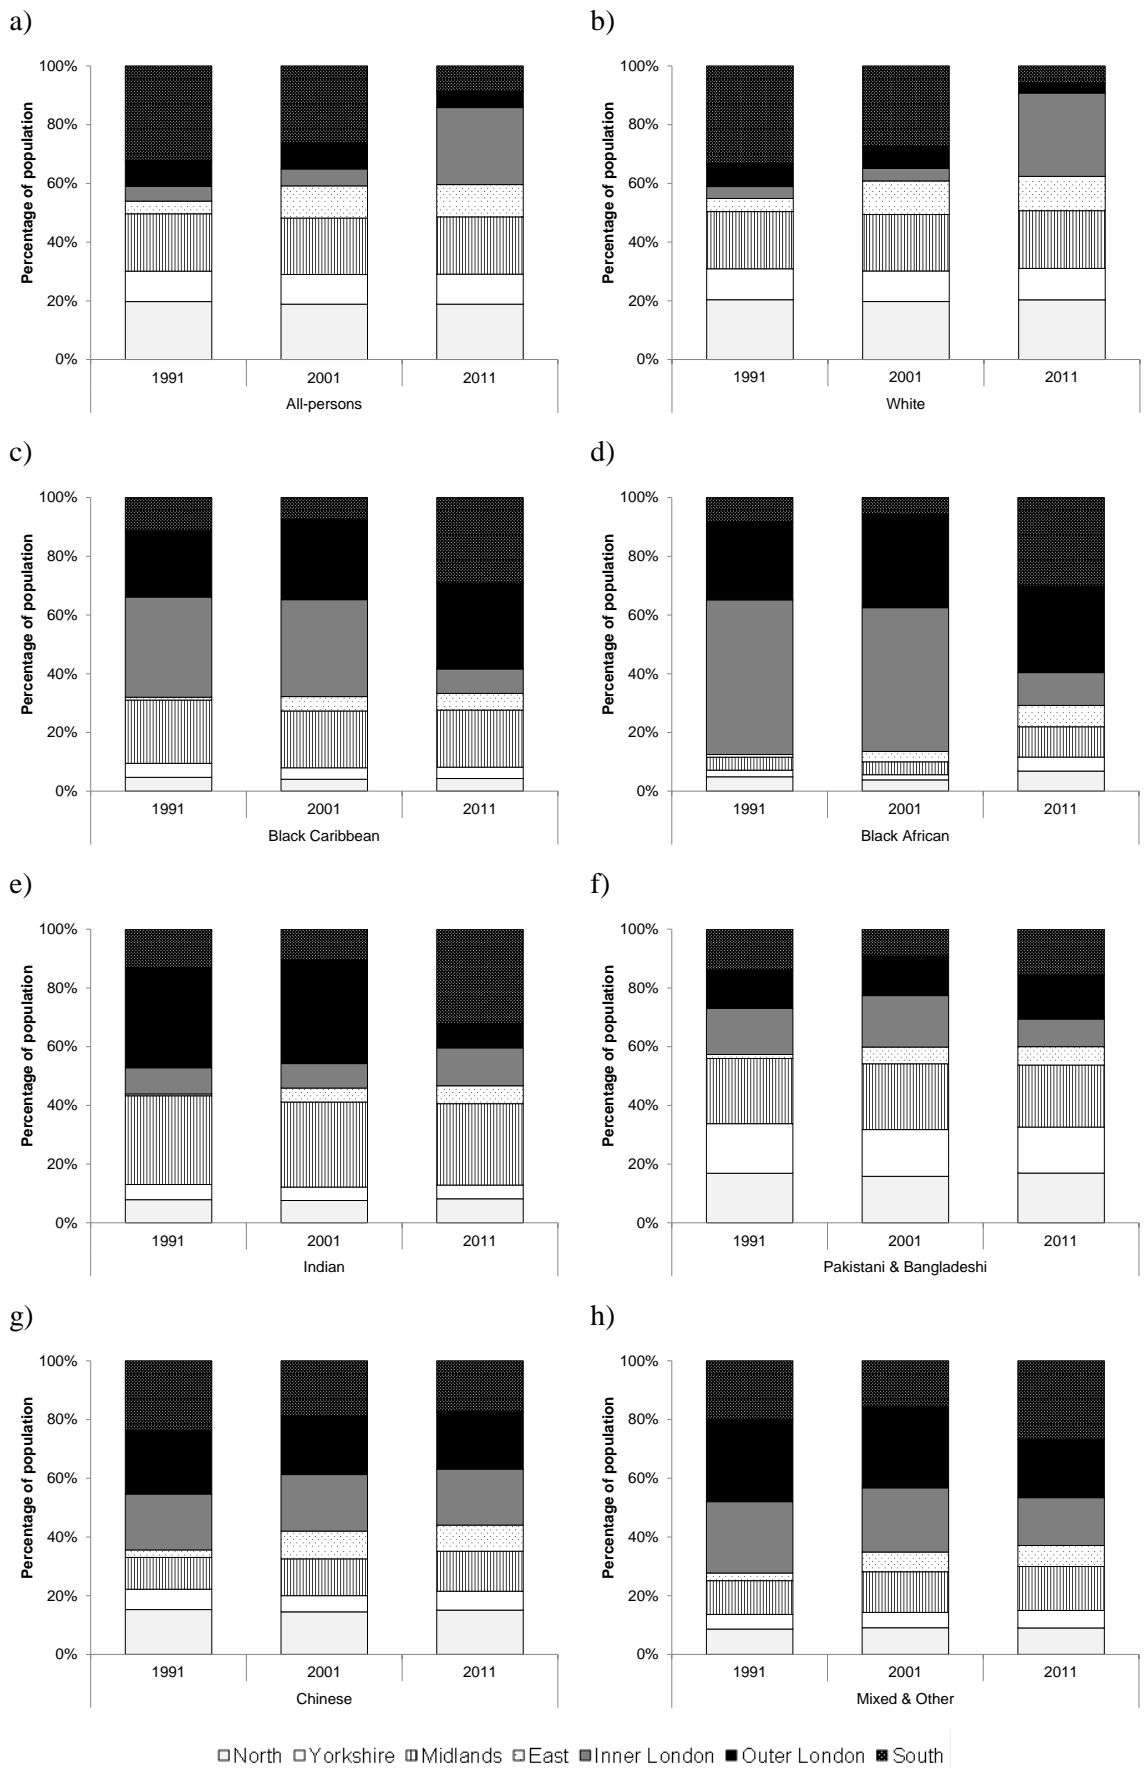 a)
b)
Percentage of population
100%
80%
60%
40%
20%
0%
1991 2001 2011
All-persons
Percentage of population
100%
80%
60%
40%
20%
0%
1991 2001 2011
White
c)
d)
Percentage of population
100%
80%
60%
40%
20%
0%
1991 2001 2011
Black Caribbean
Percentage of population
100%
80%
60%
40%
20%
0%
1991 2001 2011
Black African
e)
f)
Percentage of population
100%
80%
60%
40%
20%
0%
1991 2001 2011
Indian
Percentage of population
100%
80%
60%
40%
20%
0%
1991 2001 2011
Pakistani & Bangladeshi
g)
h)
Percentage of population
100%
80%
60%
40%
20%
0%
1991 2001 2011
Chinese
Percentage of population
100%
80%
60%
40%
20%
0%
1991 2001 2011
Mixed & Other
North Yorkshire Midlands East Inner London Outer London South